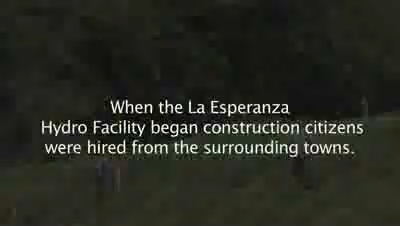 When the La Esperanza
Hydro Facility began construction citizens
were hired from the surrounding towns.